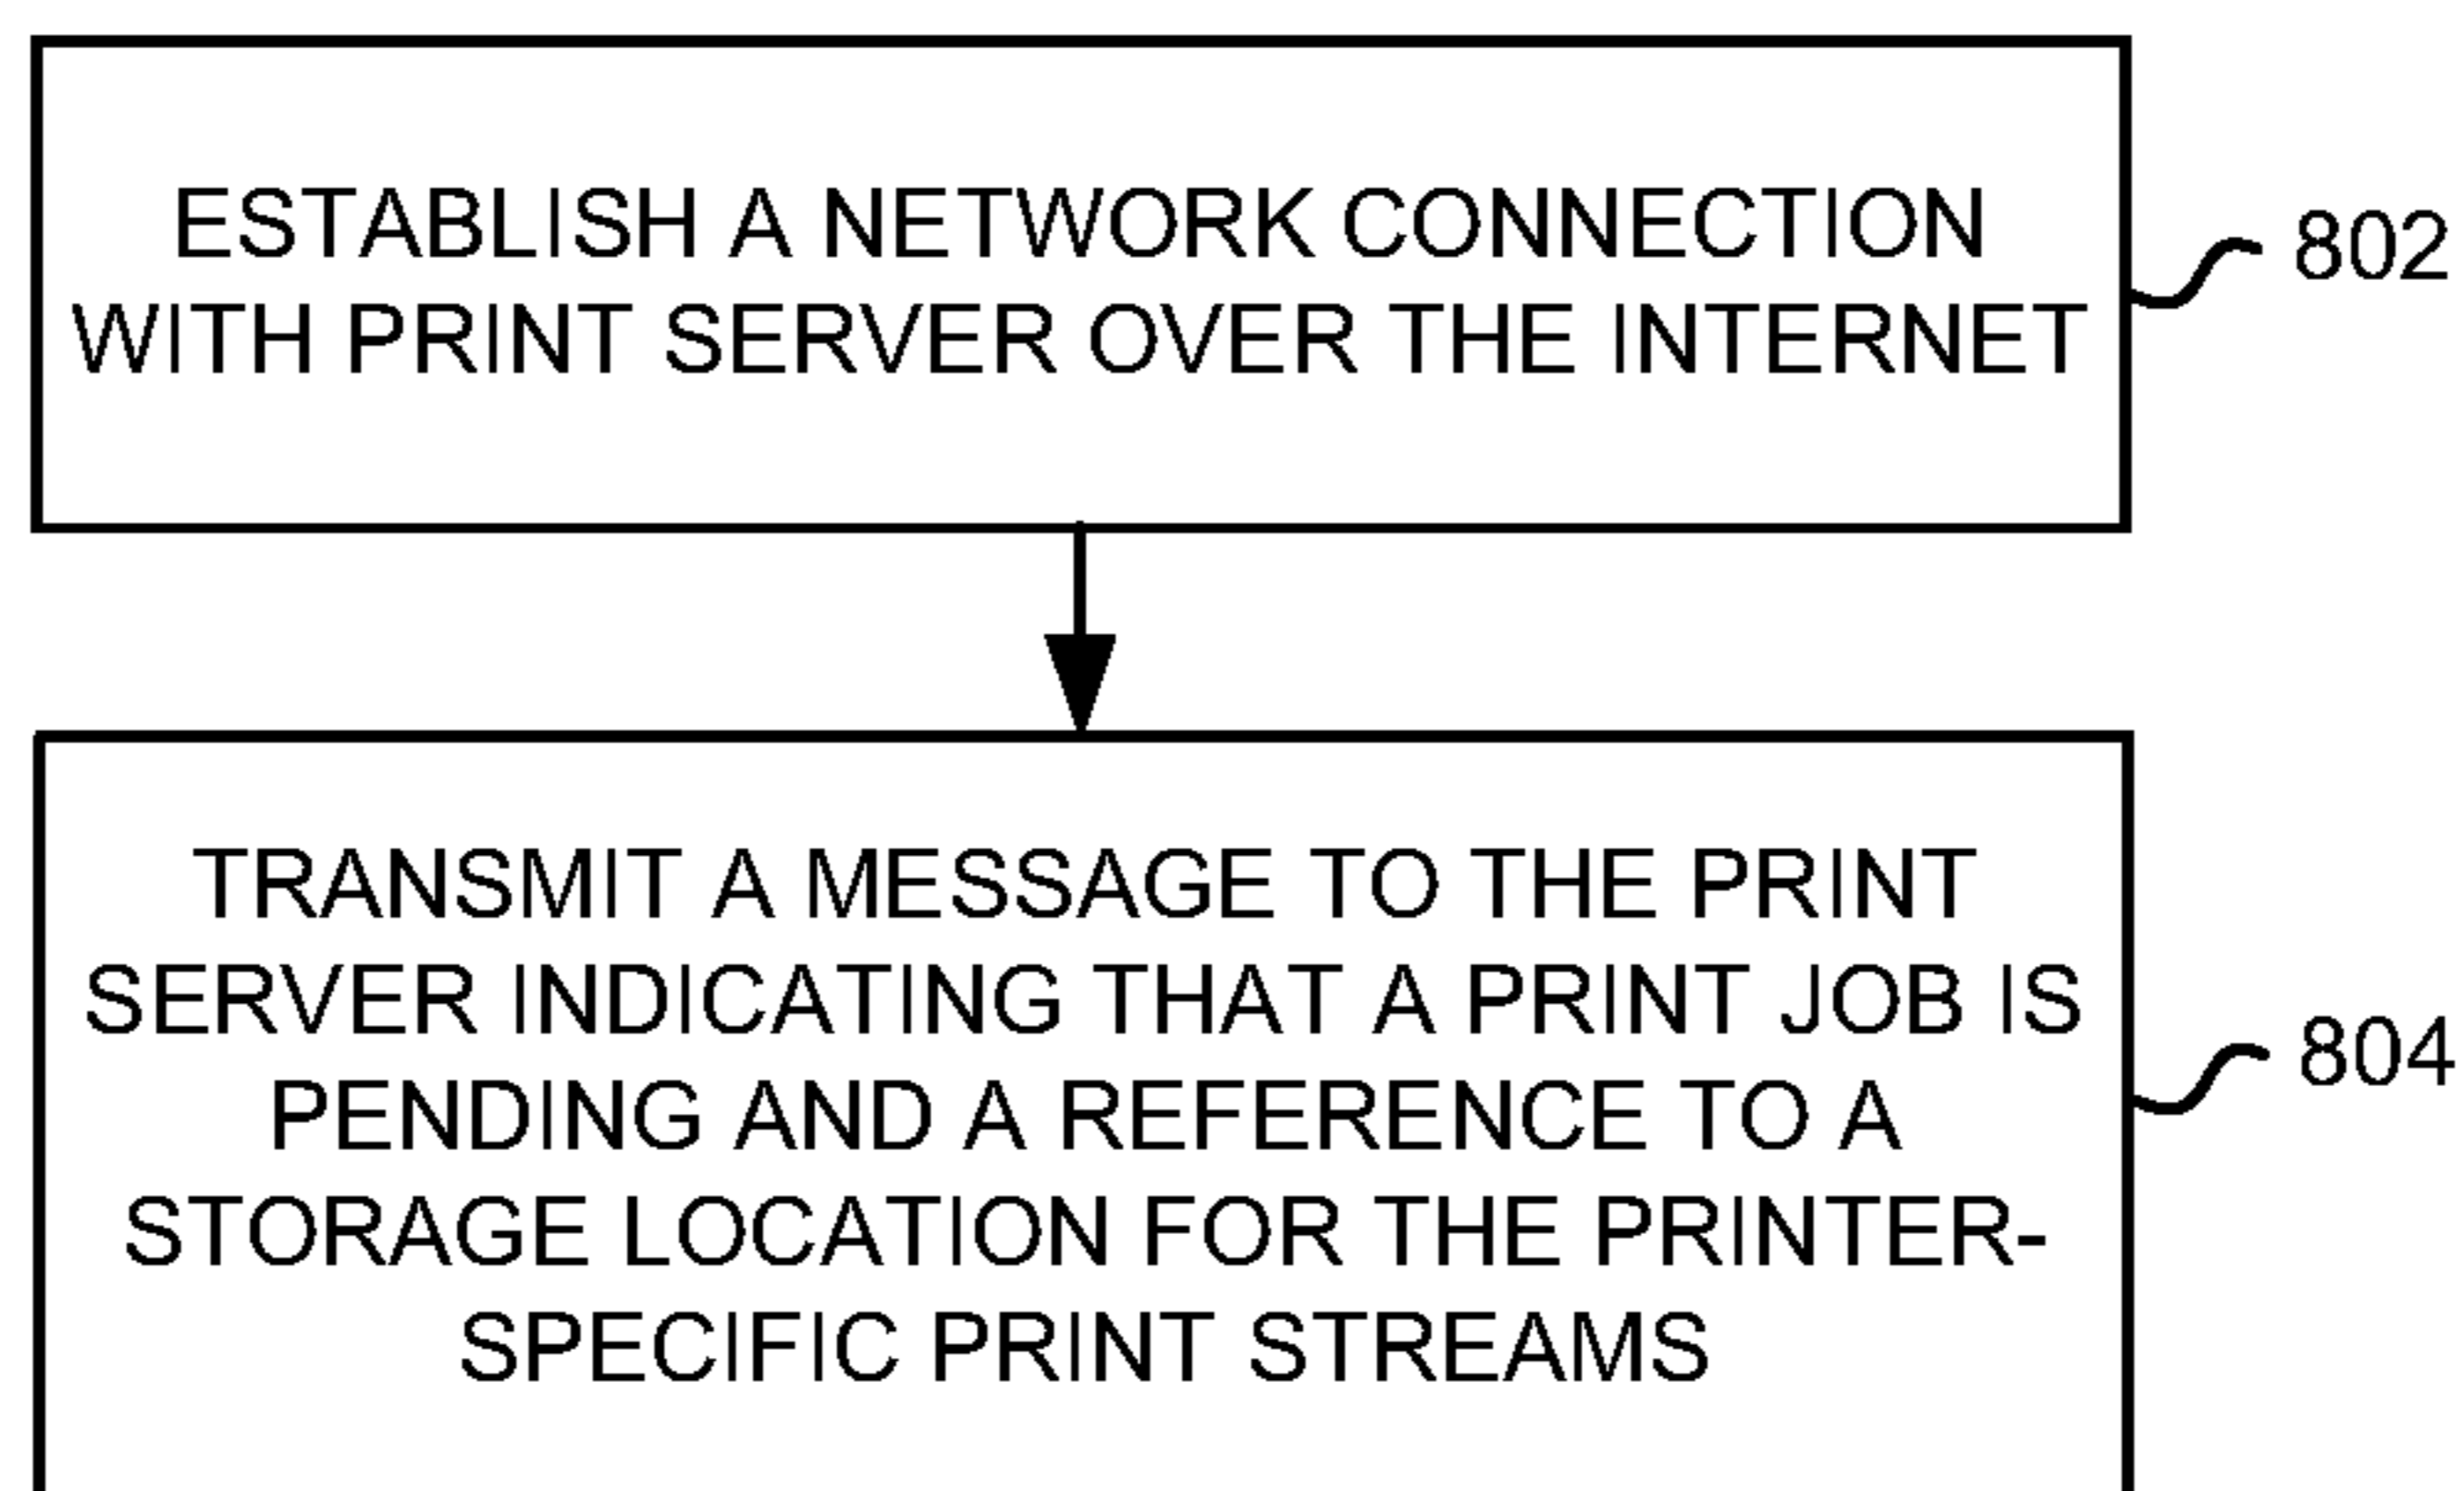 ESTABLISH A NETWORK CONNECTION
WITH PRINT SERVER OVER THE INTERNET
802
TRANSMIT A MESSAGE TO THE PRINT
SERVER INDICATING THAT A PRINT JOB IS
PENDING AND A REFERENCE TO A
STORAGE LOCATION FOR THE PRINTER-
SPECIFIC PRINT STREAMS
804